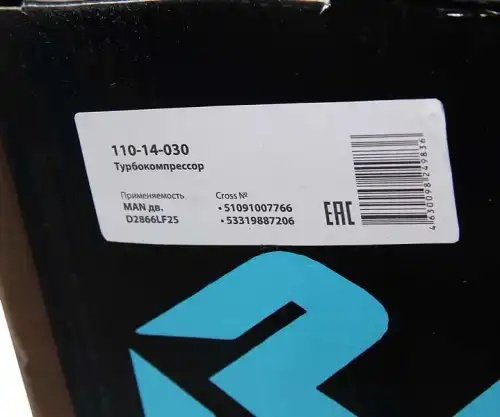 110-14-030
Турбокомпрессор
Применяемость
MAN дв.
D2866LF25
Cross №
• 51091007766
• 53319887206
EAC
4630098249836